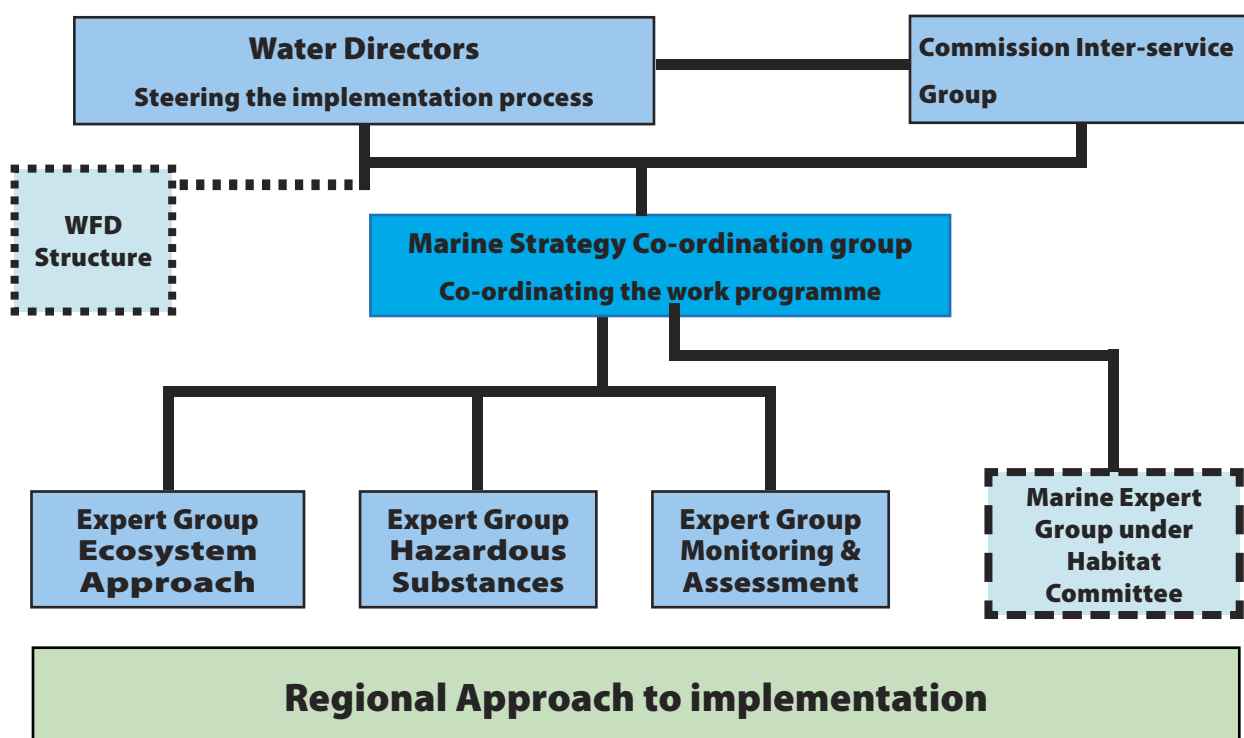 Water Directors
Steering the implementation process
Commission Inter-service
Group
WFD
Structure
Marine Strategy Co-ordination group
Co-ordinating the work programme
Expert Group
Ecosystem
Approach
Expert Group
Hazardous
Substances
Expert Group
Monitoring &
Assessment
Marine Expert
Group under
Habitat
Committee
Regional Approach to implementation